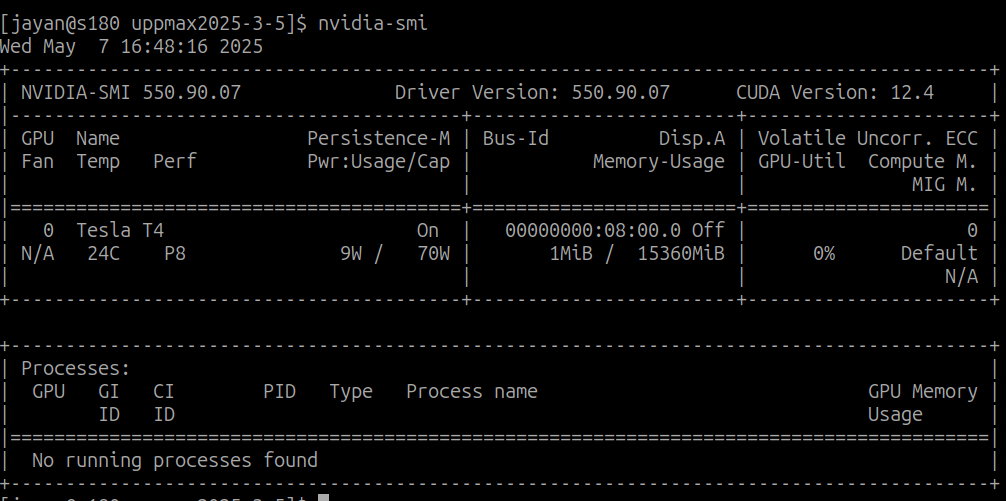 [jayan@s180 uppmax2025-3-5]$ nvidia-smi
Wed May  7 16:48:16 2025
+-----------------------------------------------------------------------------------------+
| NVIDIA-SMI 550.90.07              Driver Version: 550.90.07      CUDA Version: 12.4     |
|-----------------------------------------+------------------------+----------------------+
| GPU  Name                 Persistence-M | Bus-Id          Disp.A | Volatile Uncorr. ECC |
| Fan  Temp   Perf          Pwr:Usage/Cap |           Memory-Usage | GPU-Util  Compute M. |
|                                         |                        |               MIG M. |
|=========================================+========================+======================|
|   0  Tesla T4                       On  |   00000000:08:00.0 Off |                    0 |
| N/A   24C    P8              9W /   70W |       1MiB /  15360MiB |      0%      Default |
|                                         |                        |                  N/A |
+-----------------------------------------+------------------------+----------------------+
+-----------------------------------------------------------------------------------------+
| Processes:                                                                              |
|  GPU   GI   CI        PID   Type   Process name                              GPU Memory |
|        ID   ID                                                               Usage      |
|=========================================================================================|
|  No running processes found                                                             |
+-----------------------------------------------------------------------------------------+